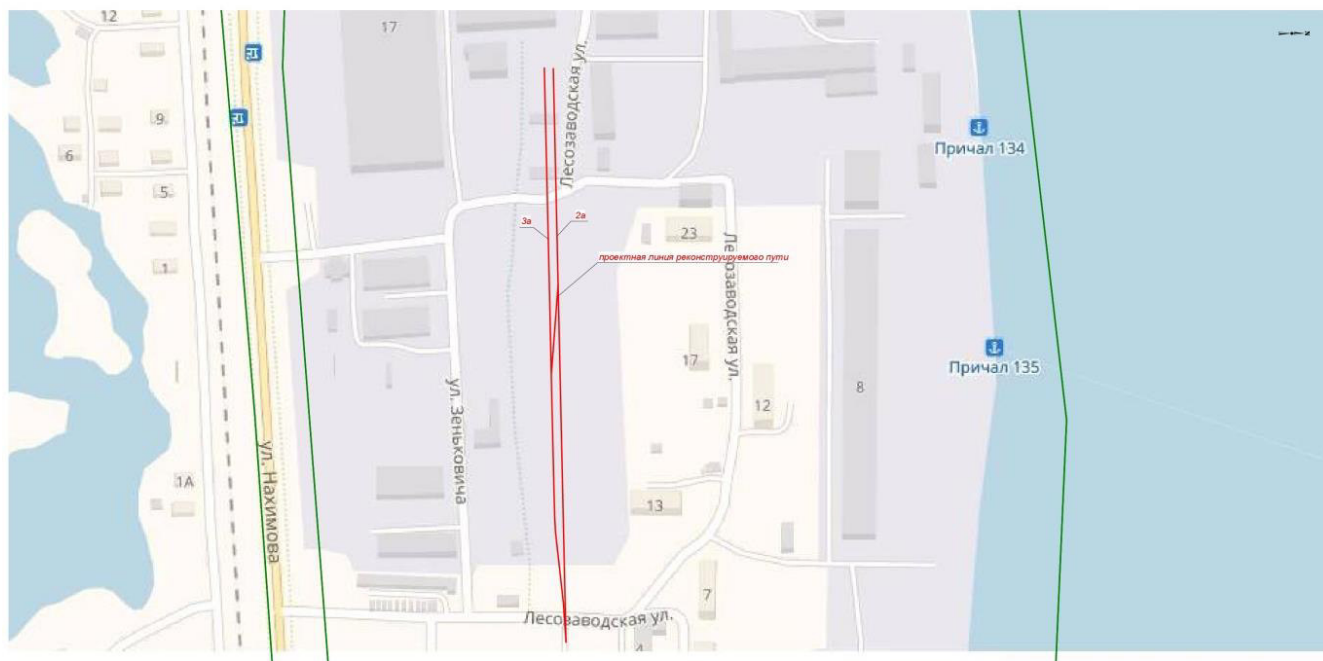 12
17
Лесозаводская ул.
9
6
Причал 134
5
3а
2а
23
проектная линия реконструируемого пути
1
Лесозаводская ул.
17
Причал 135
12
8
ул. Зеньковича
ул. Нахимова
1А
13
7
Лесозаводская ул.
4